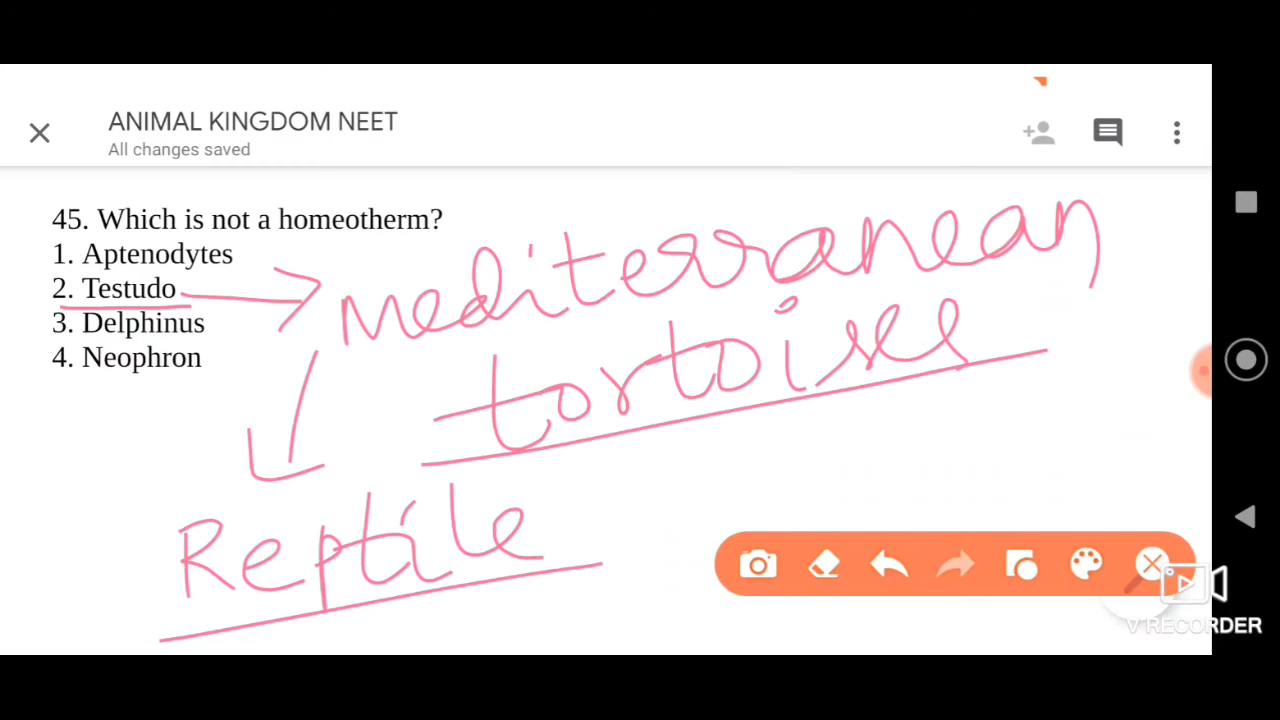 ANIMAL KINGDOM NEET
All changes saved
45. Which is not a homeotherm?
1. Aptenodytes
2. Testudo
3. Delphinus
4. Neophron
Mediterranean
tortoises
Reptile
V RECORDER